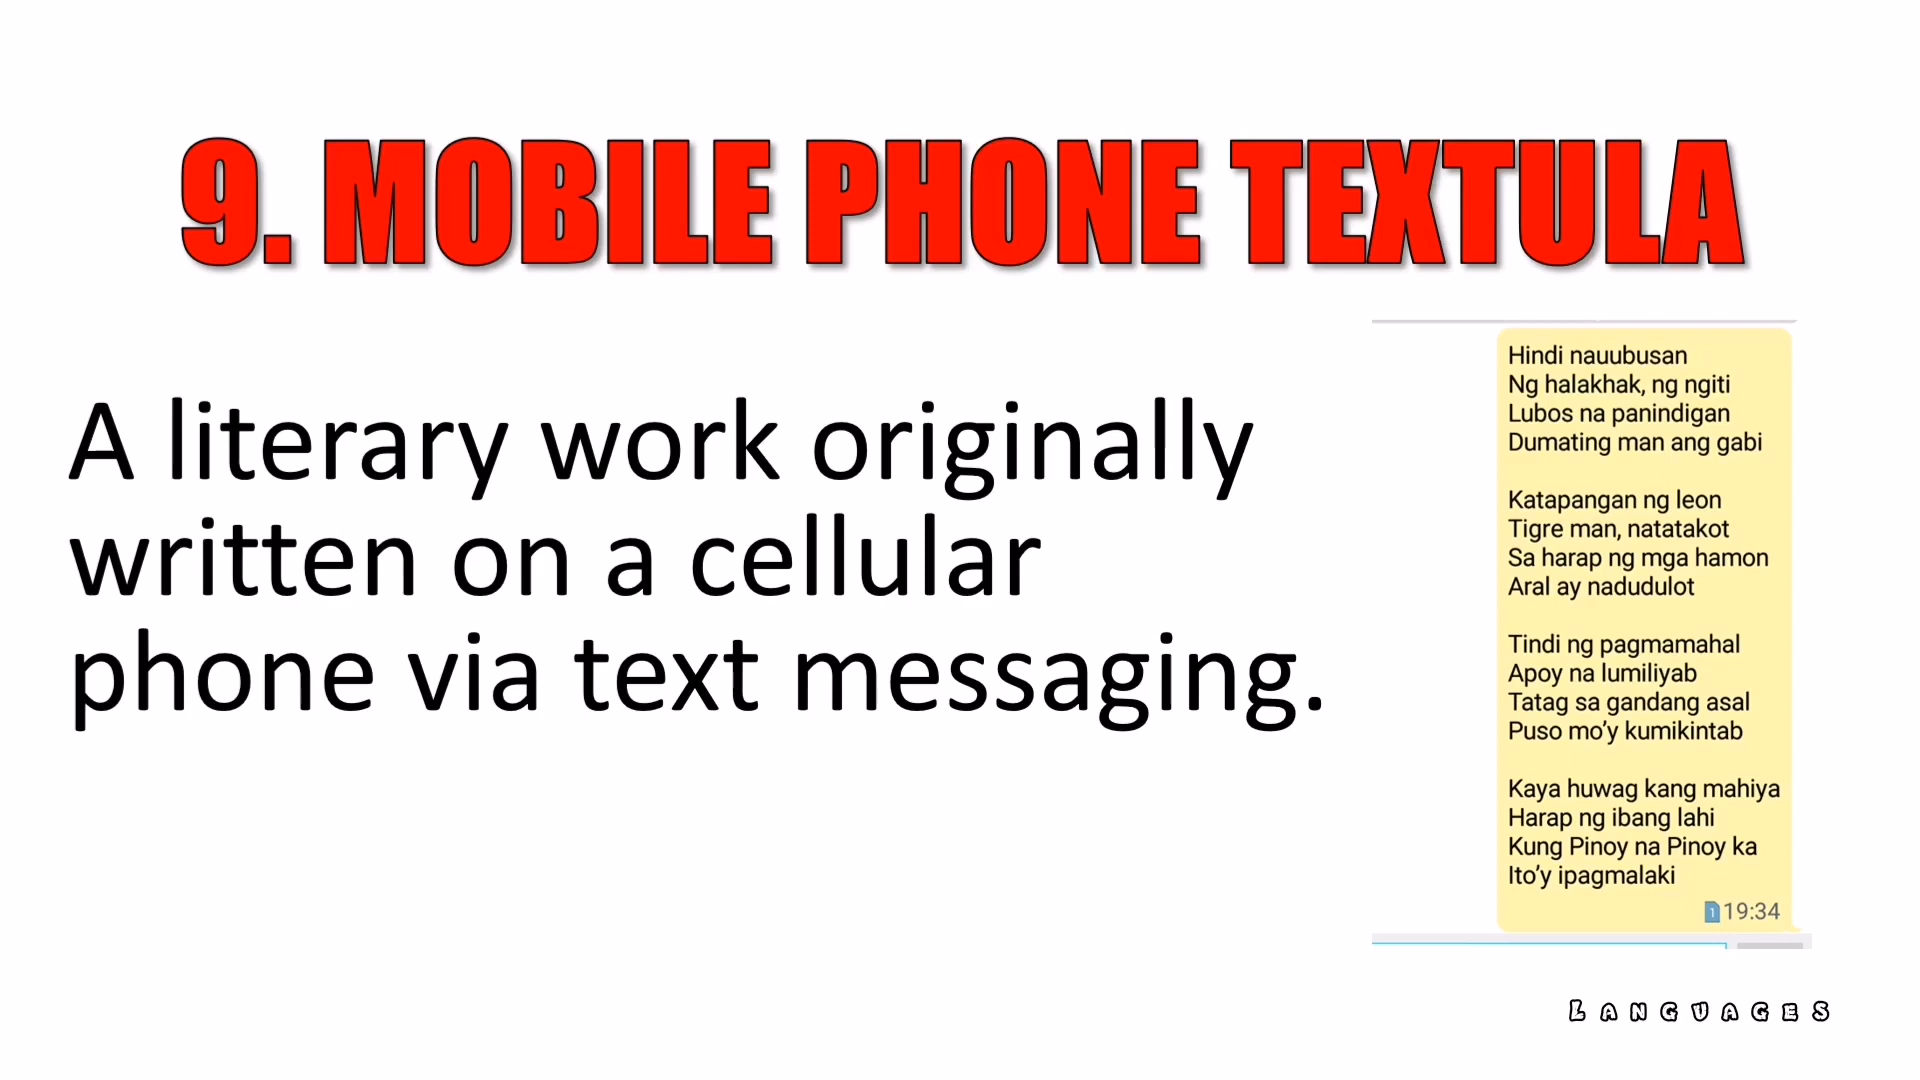 9. MOBILE PHONE TEXTULA
A literary work originally
written on a cellular
phone via text messaging.
Hindi nauubusan
Ng halakhak, ng ngiti
Lubos na panindigan
Dumating man ang gabi
Katapangan ng leon
Tigre man, natatakot
Sa harap ng mga hamon
Aral ay nadudulot
Tindi ng pagmamahal
Apoy na lumiliyab
Tatag sa gandang asal
Puso mo’y kumikintab
Kaya huwag kang mahiya
Harap ng ibang lahi
Kung Pinoy na Pinoy ka
Ito’y ipagmalaki
1 19:34
LANGUAGES